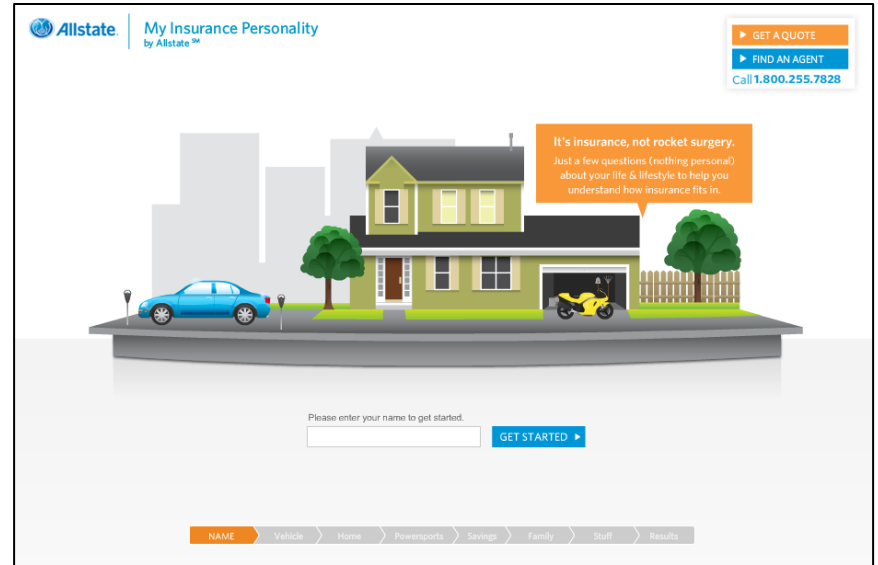 Allstate.
My Insurance Personality
by Allstate SM
GET A QUOTE
FIND AN AGENT
Call 1.800.255.7828
It's insurance, not rocket surgery.
Just a few questions (nothing personal)
about your life & lifestyle to help you
understand how insurance fits in.
Please enter your name to get started.
GET STARTED
NAME
Vehicle
Home
Powersports
Savings
Family
Stuff
Results